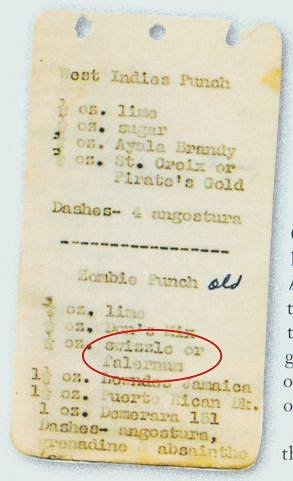 West Indies Punch
oz. lime
oz. sugar
oz. Ayala Brandy
oz. St. Croix or
Pirate's Gold
Dashes- 4 angostura
-----------------
Zombie Punch old
oz. lime
oz. Don's Mix
oz. swizzle or
falernum
1½ oz. Lowndes Jamaica
1½ oz. Puerto Rican Dk.
1 oz. Demerara 151
Dashes- angostura,
grenadine & absinthe